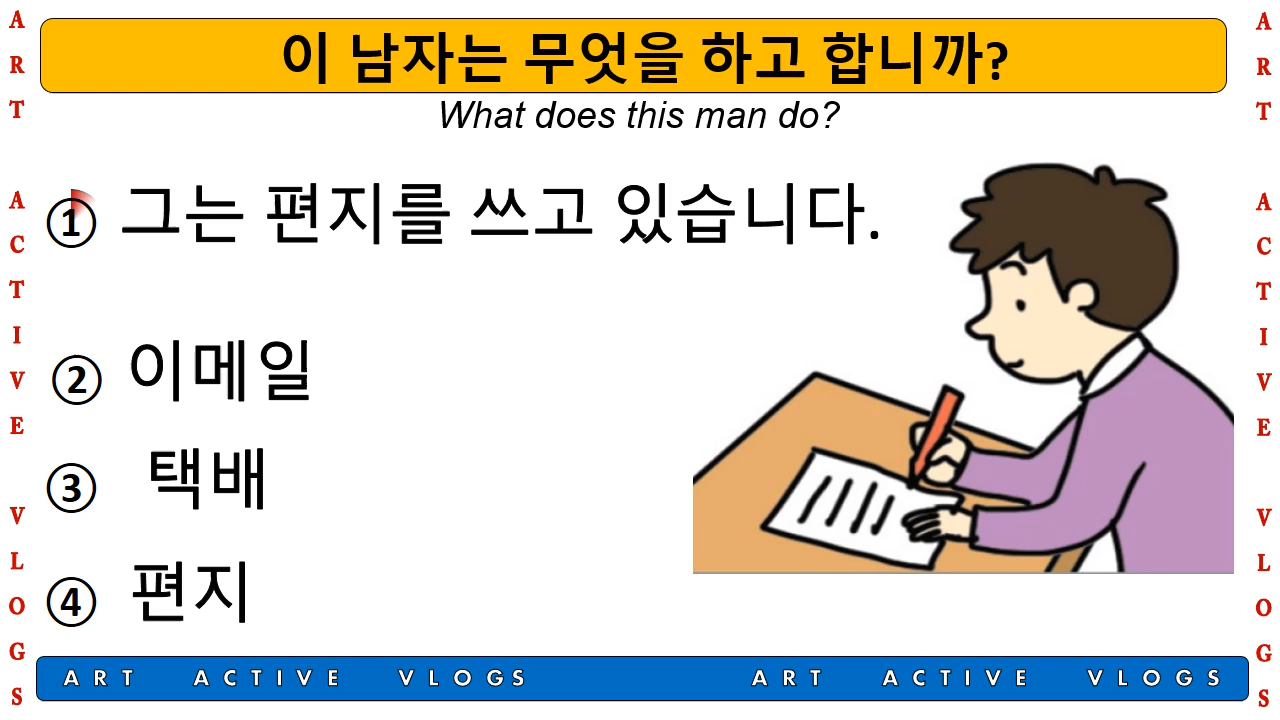 이 남자는 무엇을 하고 합니까?
What does this man do?
① 그는 편지를 쓰고 있습니다.
② 이메일
③ 택배
④ 편지
ART ACTIVE VLOGS
ART ACTIVE VLOGS
ART ACTIVE VLOGS ART ACTIVE VLOGS